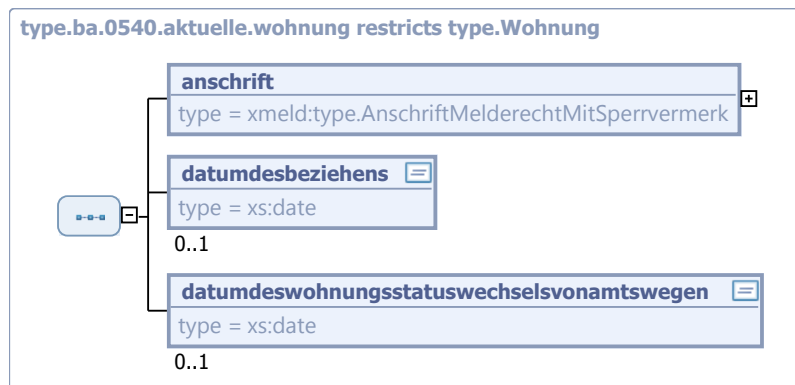 type.ba.0540.aktuelle.wohnung restricts type.Wohnung
anschrift
type = xmeld:type.AnschriftMelderechtMitSperrvermerk
datumdesbeziehens
type = xs:date
0..1
datumdeswohnungsstatuswechselsvonamtswegen
type = xs:date
0..1